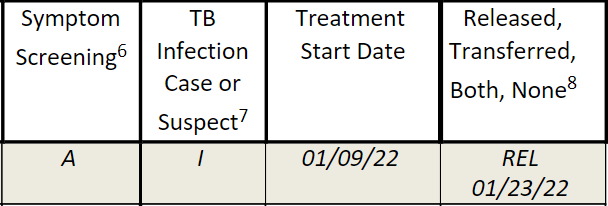 Symptom
Screening6
TB
Infection
Case or
Suspect7
Treatment
Start Date
Released,
Transferred,
Both, None8
A
I
01/09/22
REL
01/23/22